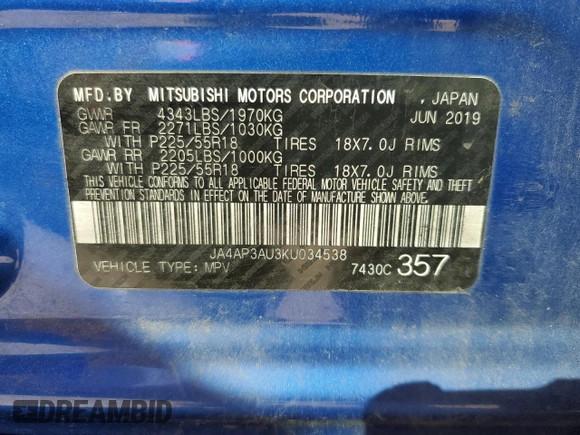 MFD.BY MITSUBISHI MOTORS CORPORATION , JAPAN
GVWR 4343LBS/1970KG JUN 2019
GAWR FR 2271LBS/1030KG
WITH P225/55R18 TIRES 18X7.0J RIMS
GAWR RR 2205LBS/1000KG
WITH P225/55R18 TIRES 18X7.0J RIMS
THIS VEHICLE CONFORMS TO ALL APPLICABLE FEDERAL MOTOR VEHICLE SAFETY AND THEFT
PREVENTION STANDARDS IN EFFECT ON THE DATE OF MANUFACTURE SHOWN ABOVE.
JA4AP3AU3KU034538
VEHICLE TYPE: MPV 7430C 357
DREAMBID